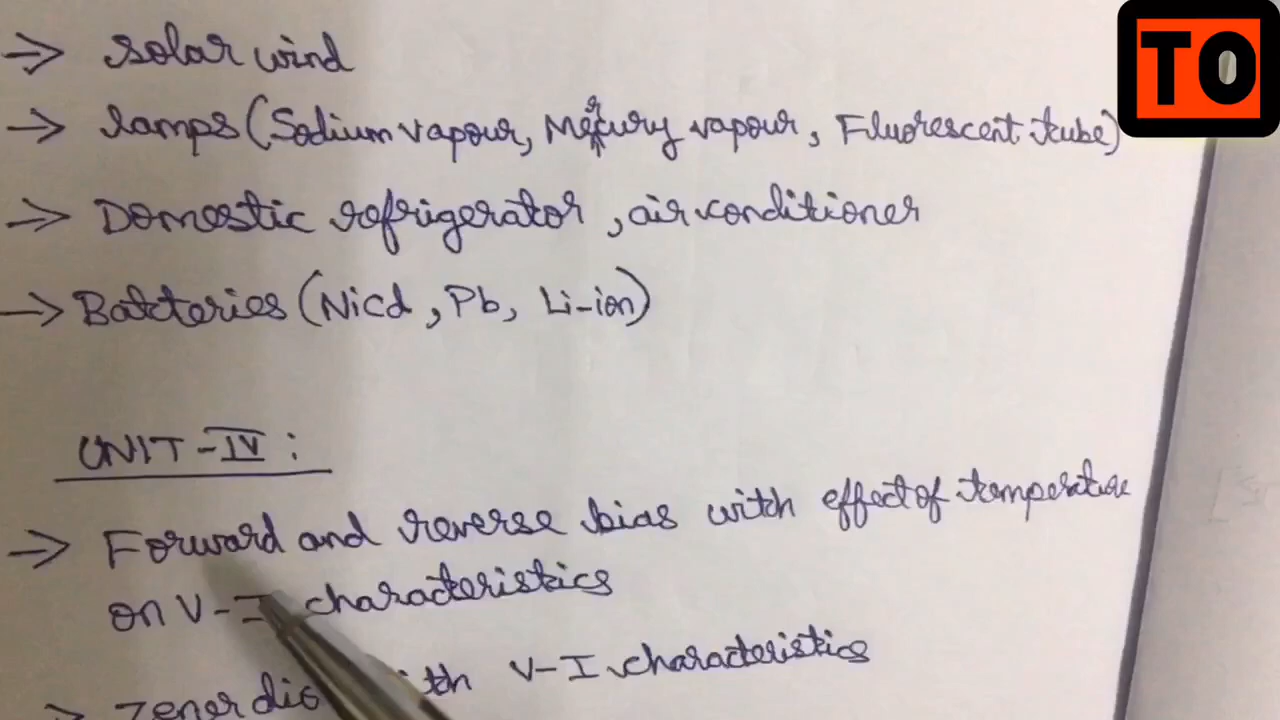 TO
→ solar wind
→ lamps (Sodium vapour, Mercury vapour, Fluorescent tube)
→ Domestic refrigerator, air conditioner
→ Batteries (Nicd, Pb, Li-ion)
UNIT-IV:
→ Forward and reverse bias with effect of temperature
on V-I characteristics
→ Zener V-I characteristics